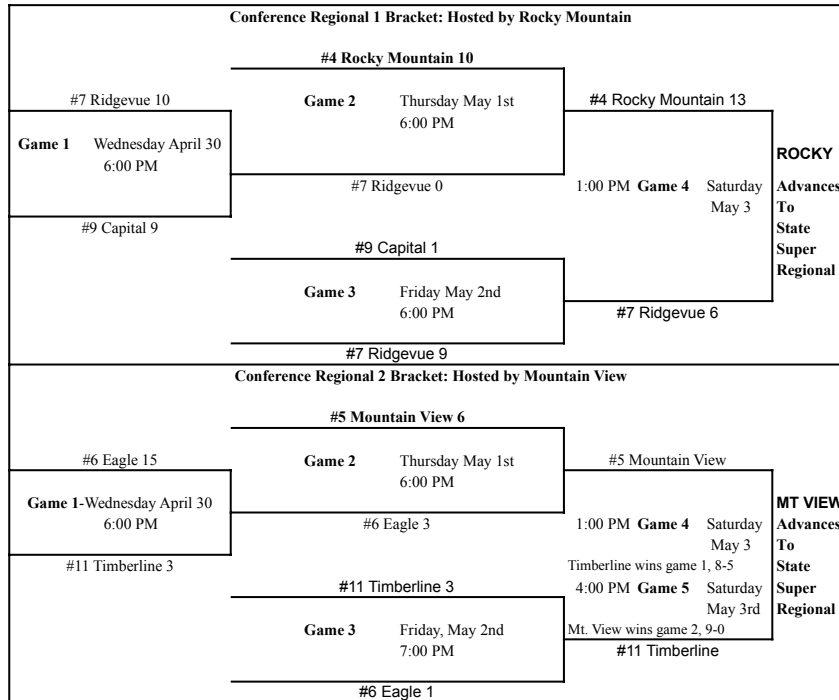 Conference Regional 1 Bracket: Hosted by Rocky Mountain
#4 Rocky Mountain 10
#7 Ridgevue 10
Game 2 Thursday May 1st
6:00 PM
#4 Rocky Mountain 13
Game 1 Wednesday April 30
6:00 PM
ROCKY
#7 Ridgevue 0
1:00 PM Game 4 Saturday
May 3
Advances
To
State
Super
Regional
#9 Capital 9
#9 Capital 1
Game 3 Friday May 2nd
6:00 PM
#7 Ridgevue 6
#7 Ridgevue 9
Conference Regional 2 Bracket: Hosted by Mountain View
#5 Mountain View 6
#6 Eagle 15
Game 2 Thursday May 1st
6:00 PM
#5 Mountain View
Game 1-Wednesday April 30
6:00 PM
MT VIEW
Advances
To
State
Super
Regional
#6 Eagle 3
1:00 PM Game 4 Saturday
May 3
#11 Timberline 3
Timberline wins game 1, 8-5
#11 Timberline 3
4:00 PM Game 5 Saturday
May 3rd
Game 3 Friday, May 2nd
7:00 PM
Mt. View wins game 2, 9-0
#11 Timberline
#6 Eagle 1